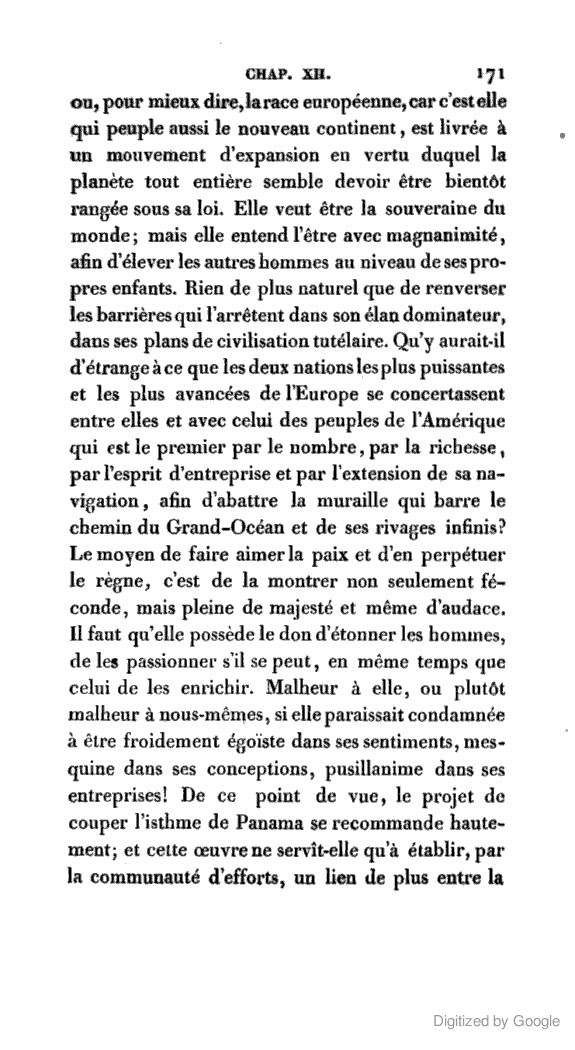 CHAP. XII. 171
ou, pour mieux dire, la race européenne, car c'est elle
qui peuple aussi le nouveau continent, est livrée à
un mouvement d'expansion en vertu duquel la
planète tout entière semble devoir être bientôt
rangée sous sa loi. Elle veut être la souveraine du
monde; mais elle entend l'être avec magnanimité,
afin d'élever les autres hommes au niveau de ses pro-
pres enfants. Rien de plus naturel que de renverser
les barrières qui l'arrêtent dans son élan dominateur,
dans ses plans de civilisation tutélaire. Qu'y aurait-il
d'étrange à ce que les deux nations les plus puissantes
et les plus avancées de l'Europe se concertassent
entre elles et avec celui des peuples de l'Amérique
qui est le premier par le nombre, par la richesse,
par l'esprit d'entreprise et par l'extension de sa na-
vigation, afin d'abattre la muraille qui barre le
chemin du Grand-Océan et de ses rivages infinis?
Le moyen de faire aimer la paix et d'en perpétuer
le règne, c'est de la montrer non seulement fé-
conde, mais pleine de majesté et même d'audace.
Il faut qu'elle possède le don d'étonner les hommes,
de les passionner s'il se peut, en même temps que
celui de les enrichir. Malheur à elle, ou plutôt
malheur à nous-mêmes, si elle paraissait condamnée
à être froidement égoïste dans ses sentiments, mes-
quine dans ses conceptions, pusillanime dans ses
entreprises! De ce point de vue, le projet de
couper l'isthme de Panama se recommande haute-
ment; et cette œuvre ne servît-elle qu'à établir, par
la communauté d'efforts, un lien de plus entre la
Digitized by Google